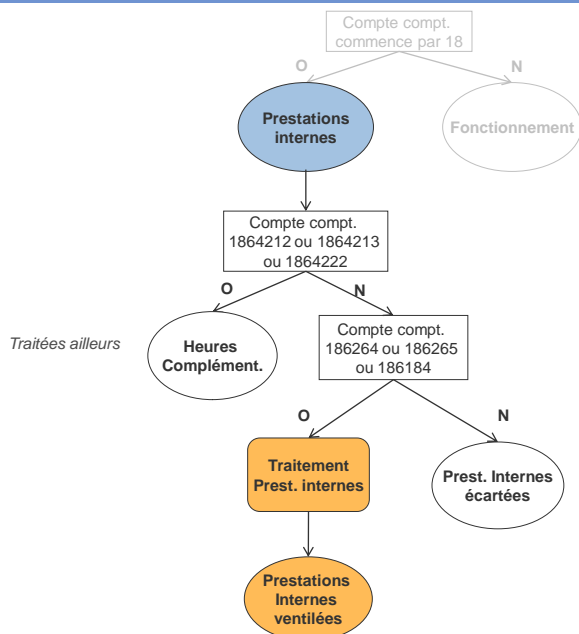 Compte compt.
commence par 18
O
N
Prestations
internes
Fonctionnement
Compte compt.
1864212 ou 1864213
ou 1864222
O
N
Traitées ailleurs
Heures
Complément.
Compte compt.
186264 ou 186265
ou 186184
O
N
Traitement
Prest. internes
Prest. Internes
écartées
Prestations
Internes
ventilées